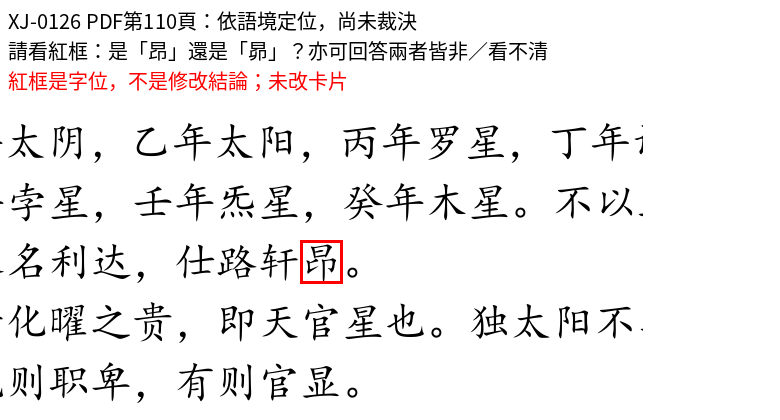 XJ-0126 PDF第110頁：依語境定位，尚未裁決
請看紅框：是「昂」還是「昂」？亦可回答兩者皆非／看不清
紅框是字位，不是修改結論；未改卡片
太阴，乙年太阳，丙年罗星，丁年
孛星，壬年炁星，癸年木星。不以
名利达，仕路轩昂。
化曜之贵，即天官星也。独太阳不
则职卑，有则官显。